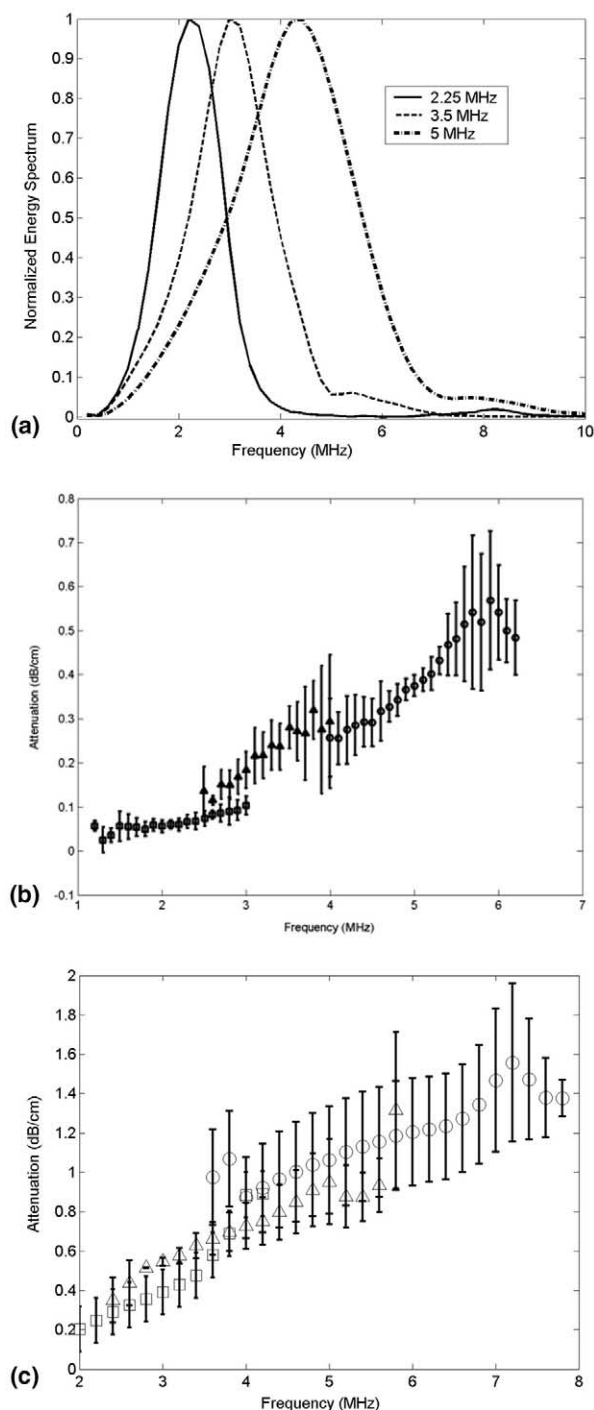 1
0.9
0.8
0.7
0.6
0.5
0.4
0.3
0.2
0.1
0
Normalized Energy Spectrum
2.25 MHz
3.5 MHz
5 MHz
0 2 4 6 8 10
Frequency (MHz)
(a)
0.8
0.7
0.6
0.5
0.4
0.3
0.2
0.1
0
-0.1
Attenuation (dB/cm)
1 2 3 4 5 6 7
Frequency (MHz)
(b)
2
1.8
1.6
1.4
1.2
1
0.8
0.6
0.4
0.2
0
Attenuation (dB/cm)
2 3 4 5 6 7 8
Frequency (MHz)
(c)